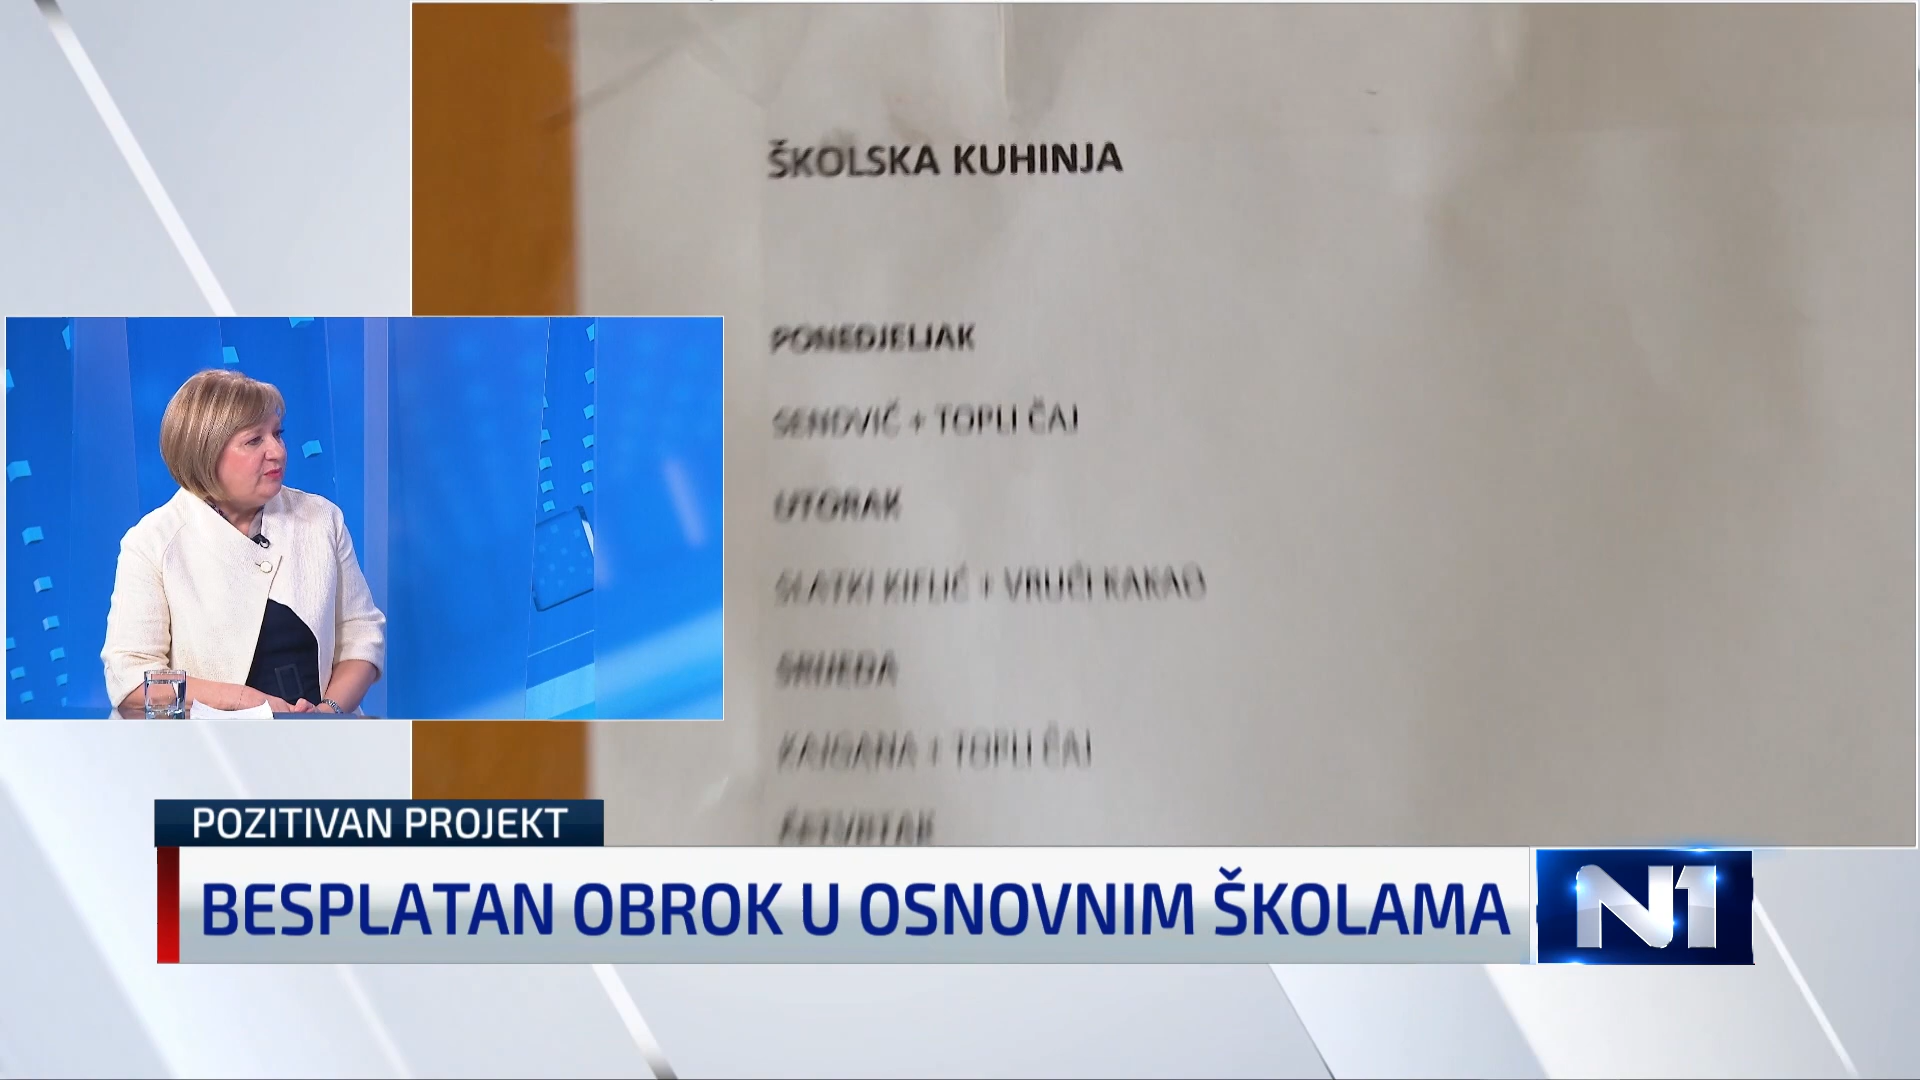 ŠKOLSKA KUHINJA
PONEDJELJAK
SENDVIČ + TOPLI ČAJ
UTORAK
SLATKI KIFLIĆ + VRUĆI KAKAO
SRIJEDA
KAJGANA + TOPLI ČAJ
ČETVRTAK
POZITIVAN PROJEKT
BESPLATAN OBROK U OSNOVNIM ŠKOLAMA
N1